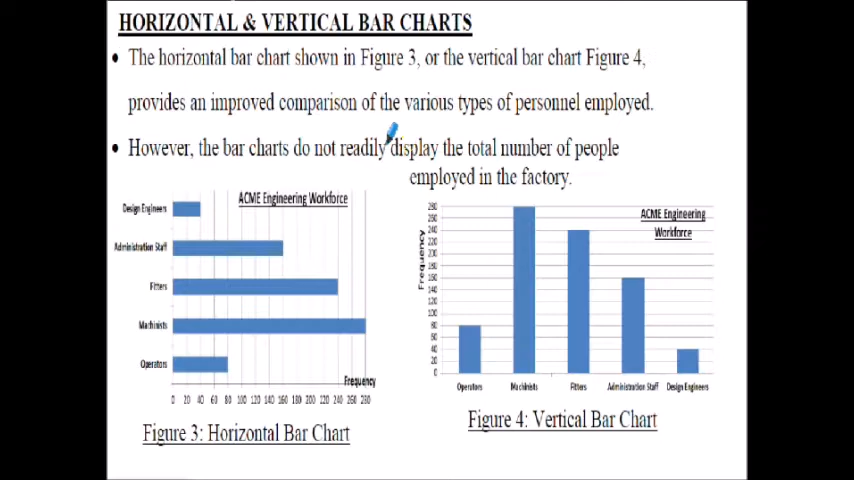 HORIZONTAL & VERTICAL BAR CHARTS
• The horizontal bar chart shown in Figure 3, or the vertical bar chart Figure 4,
provides an improved comparison of the various types of personnel employed.
• However, the bar charts do not readily display the total number of people
employed in the factory.
ACME Engineering Workforce
Design Engineers
Administration Staff
Fitters
Machinists
Operators
Frequency
0 20 40 60 80 100 120 140 160 180 200 220 240 260 280
Figure 3: Horizontal Bar Chart
ACME Engineering
Workforce
Frequency
280
260
240
220
200
180
160
140
120
100
80
60
40
20
0
Operators Machinists Fitters Administration Staff Design Engineers
Figure 4: Vertical Bar Chart